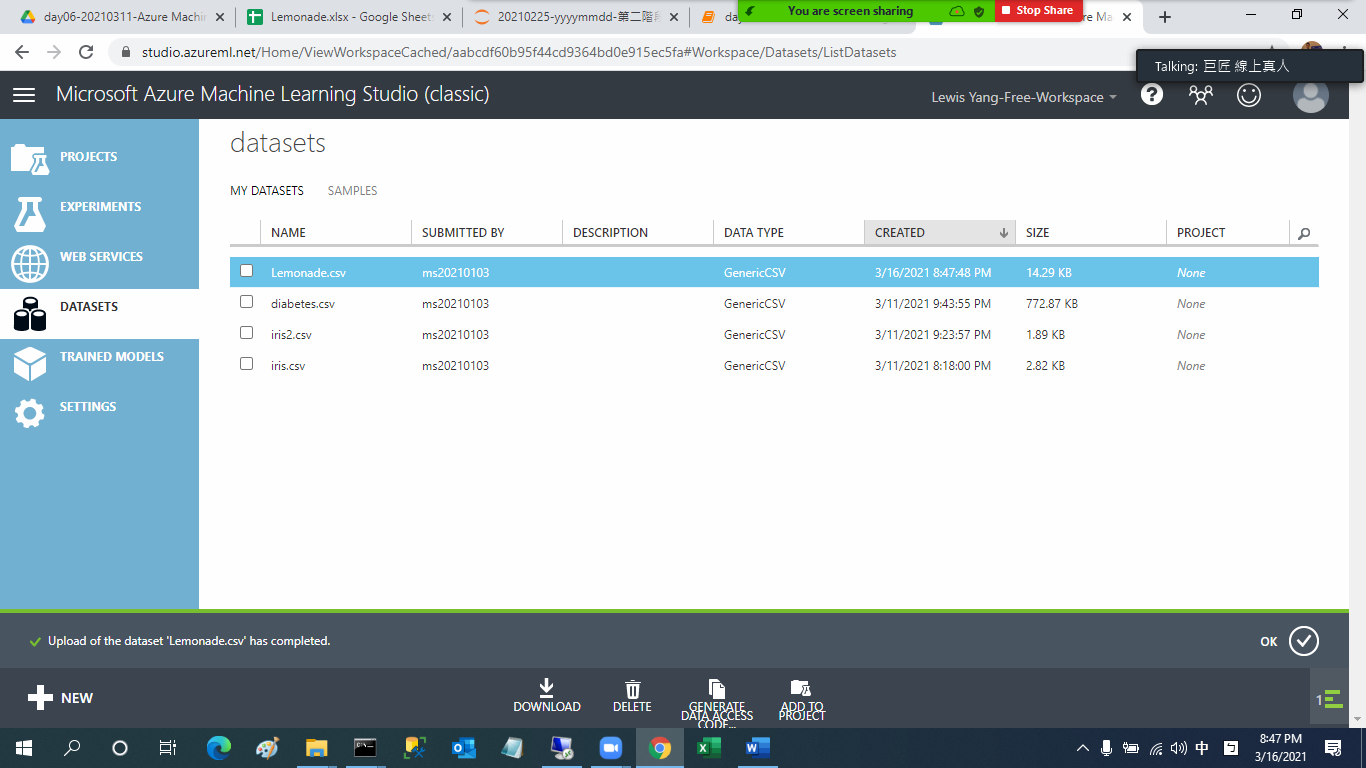 day06-20210311-Azure Machin
Lemonade.xlsx - Google Sheets
20210225-yyyymmdd-第二階段
You are screen sharing
Stop Share
studio.azureml.net/Home/ViewWorkspaceCached/aabcdf60b95f44cd9364bd0e915ec5fa#Workspace/Datasets/ListDatasets
Talking: 巨匠 線上真人
Microsoft Azure Machine Learning Studio (classic)
Lewis Yang-Free-Workspace
PROJECTS
EXPERIMENTS
WEB SERVICES
DATASETS
TRAINED MODELS
SETTINGS
datasets
MY DATASETS SAMPLES
NAME SUBMITTED BY DESCRIPTION DATA TYPE CREATED SIZE PROJECT
Lemonade.csv ms20210103 GenericCSV 3/16/2021 8:47:48 PM 14.29 KB None
diabetes.csv ms20210103 GenericCSV 3/11/2021 9:43:55 PM 772.87 KB None
iris2.csv ms20210103 GenericCSV 3/11/2021 9:23:57 PM 1.89 KB None
iris.csv ms20210103 GenericCSV 3/11/2021 8:18:00 PM 2.82 KB None
Upload of the dataset 'Lemonade.csv' has completed.
OK
NEW
DOWNLOAD
DELETE
GENERATE
DATA ACCESS
CODE...
ADD TO
PROJECT
1
中
8:47 PM
3/16/2021